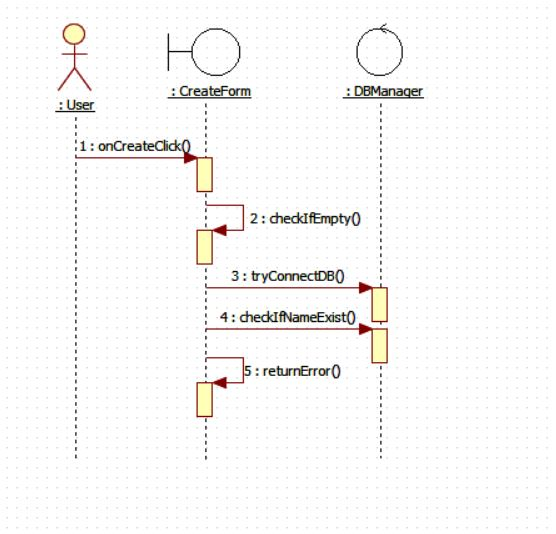 : User
: CreateForm
: DBManager
1 : onCreateClick()
2 : checkIfEmpty()
3 : tryConnectDB()
4 : checkIfNameExist()
5 : returnError()